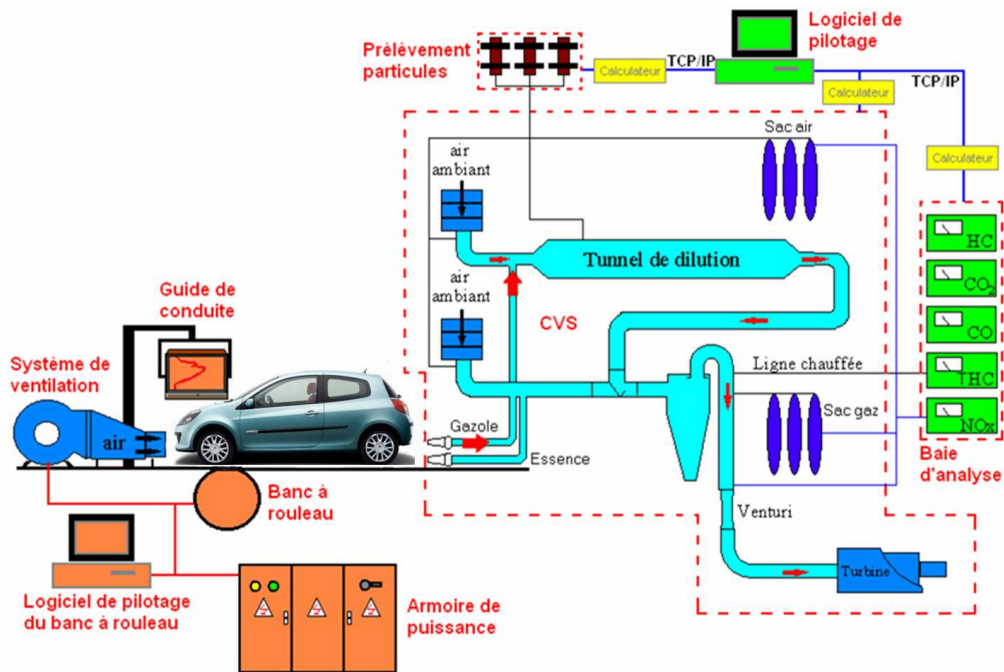 Logiciel de
pilotage
Prélèvement
particules
Calculateur
TCP/IP
TCP/IP
Calculateur
Calculateur
Sac air
air
ambiant
HC
CO₂
CO
THC
NOx
Baie
d'analyse
Tunnel de dilution
Guide de
conduite
air
ambiant
CVS
Système de
ventilation
air
Ligne chauffée
Sac gaz
Gazole
Essence
Banc à
rouleau
Venturi
Turbine
Logiciel de pilotage
du banc à rouleau
Armoire de
puissance